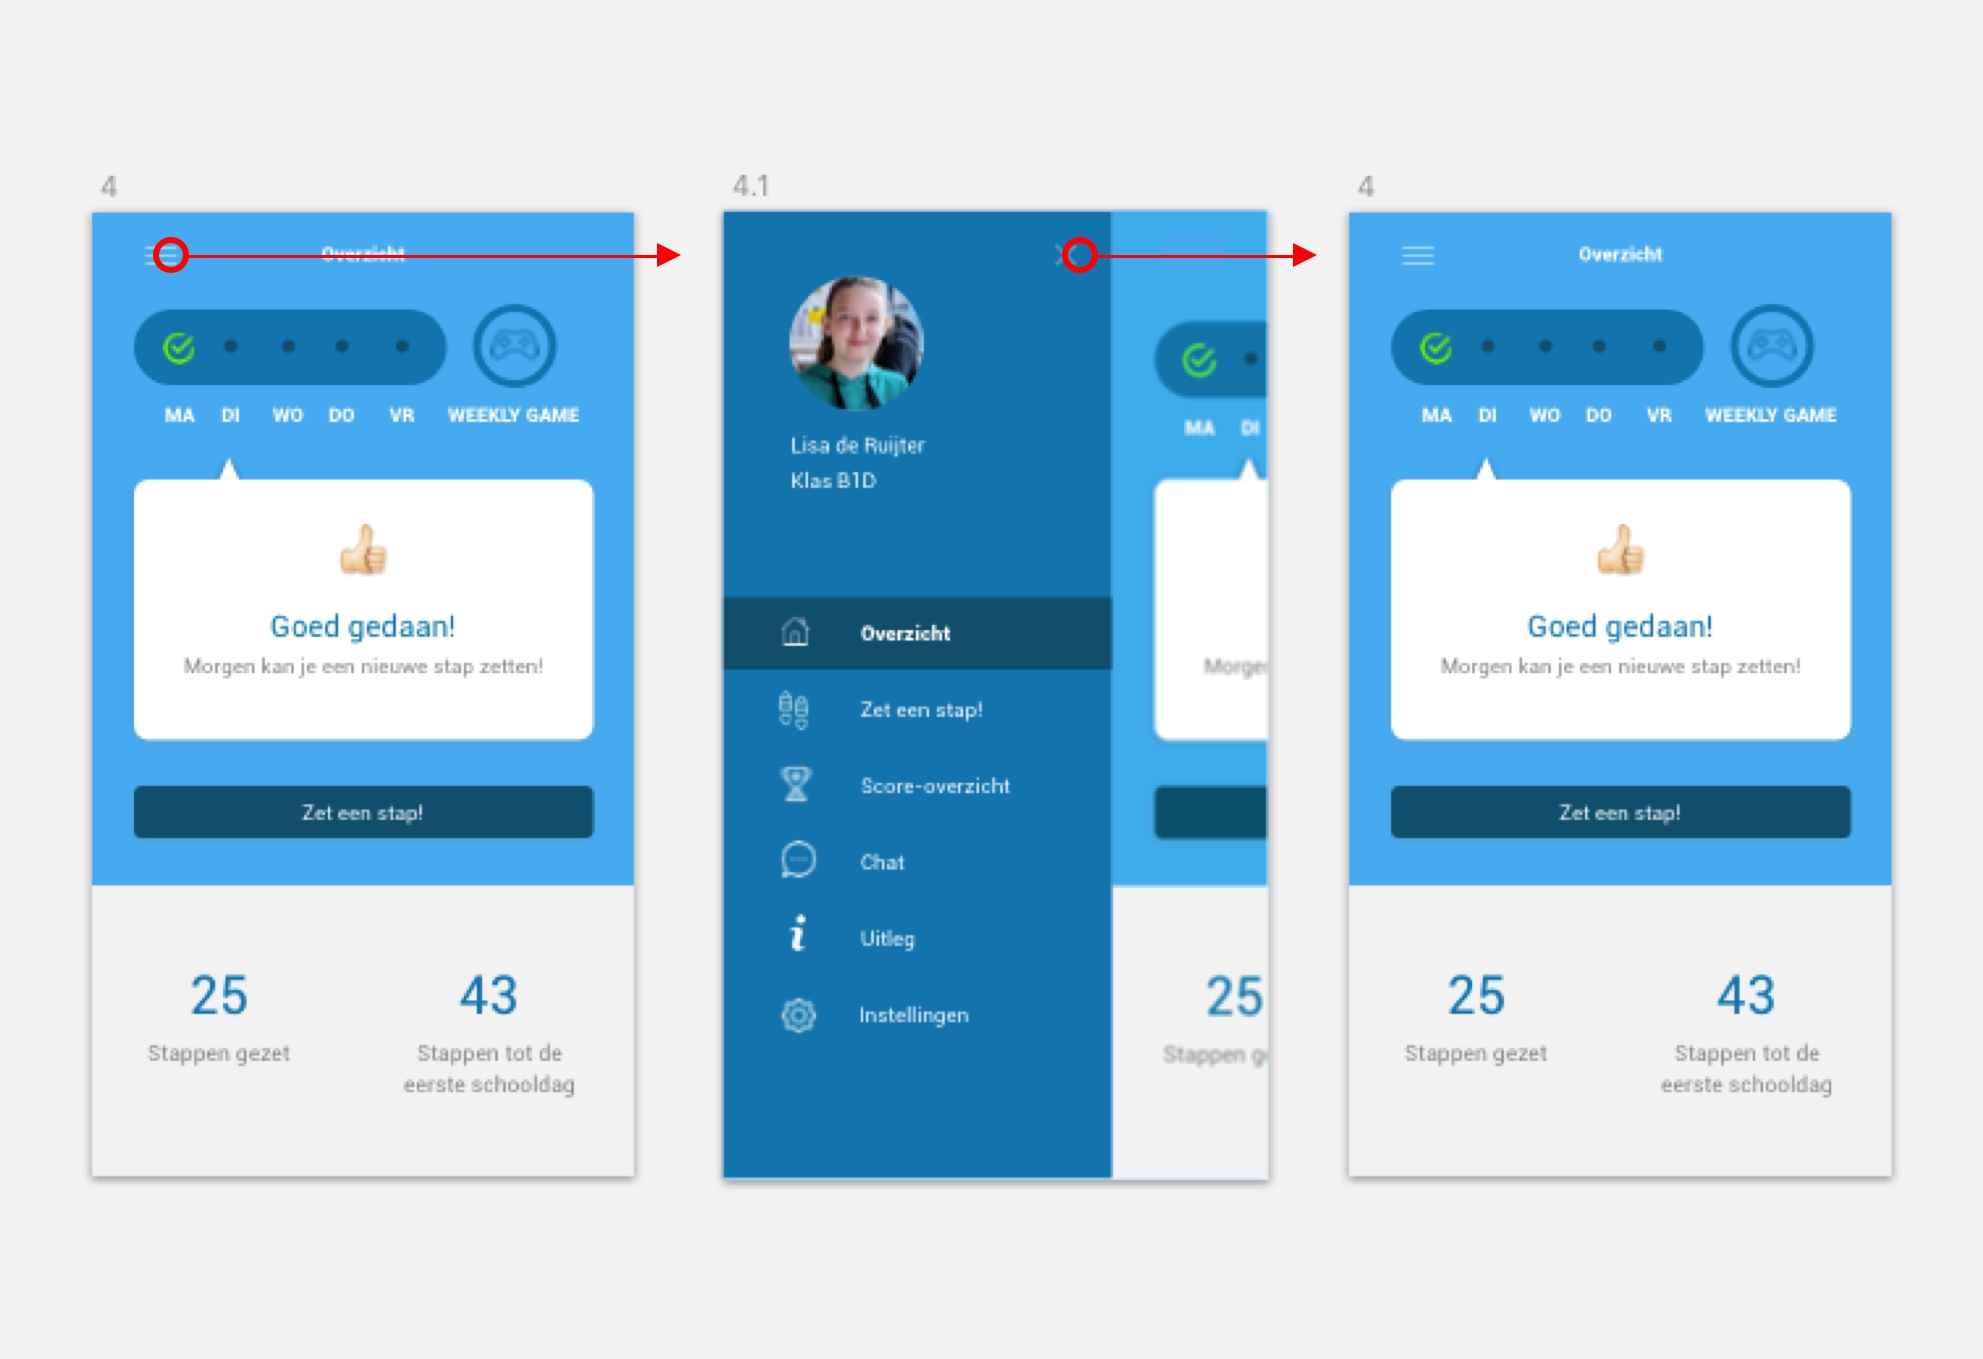 4
Overzicht
MA DI WO DO VR WEEKLY GAME
Goed gedaan!
Morgen kan je een nieuwe stap zetten!
Zet een stap!
25 43
Stappen gezet Stappen tot de
eerste schooldag
4.1
Lisa de Ruijter
Klas B1D
Overzicht
Zet een stap!
Score-overzicht
Chat
Uitleg
Instellingen
MA DI
Morge
25
Stappen g
4
Overzicht
MA DI WO DO VR WEEKLY GAME
Goed gedaan!
Morgen kan je een nieuwe stap zetten!
Zet een stap!
25 43
Stappen gezet Stappen tot de
eerste schooldag